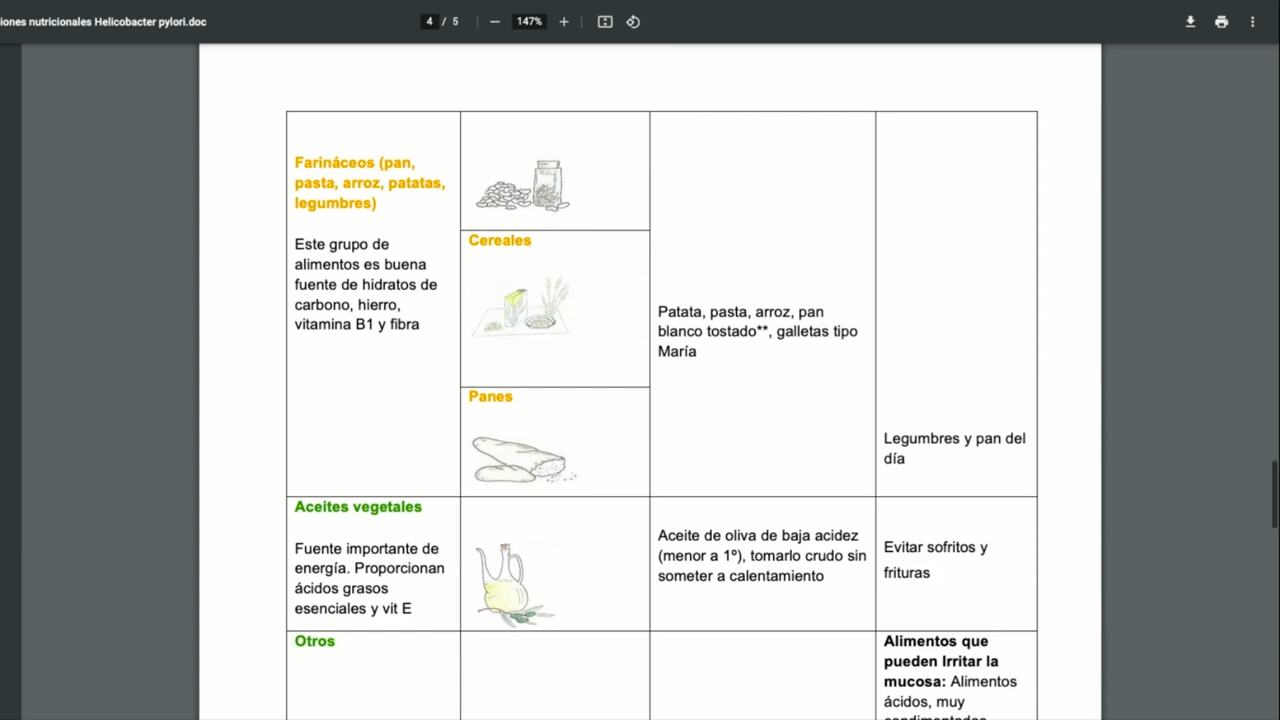 iones nutricionales Helicobacter pylori.doc
4 / 5
147%
Farináceos (pan,
pasta, arroz, patatas,
legumbres)
Este grupo de
alimentos es buena
fuente de hidratos de
carbono, hierro,
vitamina B1 y fibra
Cereales
Panes
Patata, pasta, arroz, pan
blanco tostado**, galletas tipo
María
Legumbres y pan del
día
Aceites vegetales
Fuente importante de
energía. Proporcionan
ácidos grasos
esenciales y vit E
Aceite de oliva de baja acidez
(menor a 1º), tomarlo crudo sin
someter a calentamiento
Evitar sofritos y
frituras
Otros
Alimentos que
pueden Irritar la
mucosa: Alimentos
ácidos, muy